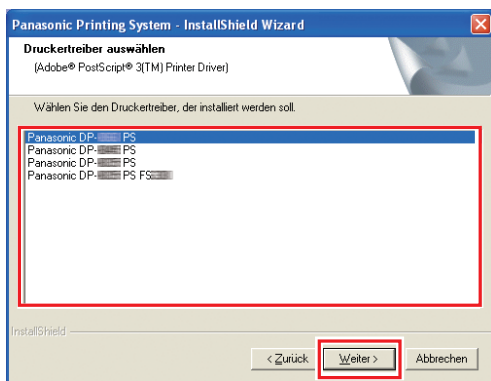 Panasonic Printing System - InstallShield Wizard
Druckertreiber auswählen
(Adobe® PostScript® 3(TM) Printer Driver)
Wählen Sie den Druckertreiber, der installiert werden soll.
Panasonic DP- PS
Panasonic DP- PS
Panasonic DP- PS
Panasonic DP- PS FS
InstallShield
< Zurück
Weiter >
Abbrechen